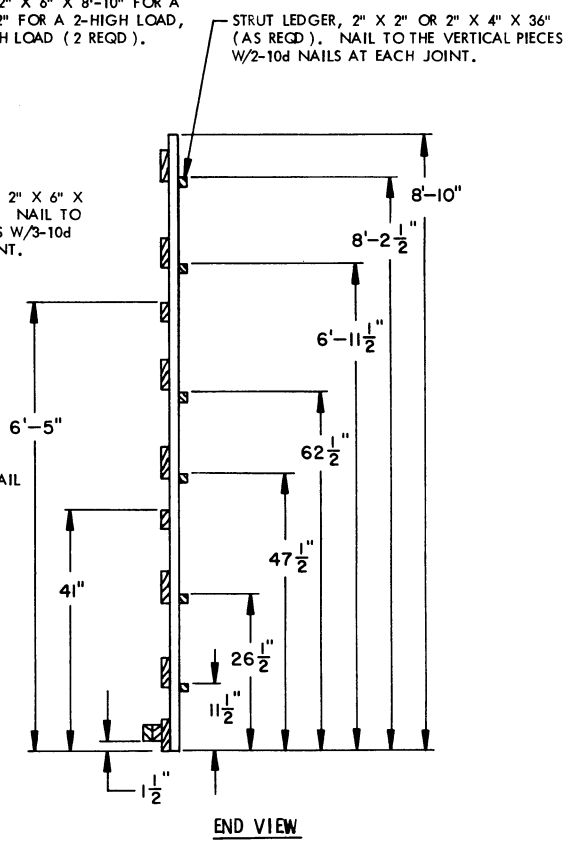 2" X 6" X 8'-10" FOR A
2" FOR A 2-HIGH LOAD,
H LOAD (2 REQD).
STRUT LEDGER, 2" X 2" OR 2" X 4" X 36"
(AS REQD). NAIL TO THE VERTICAL PIECES
W/2-10d NAILS AT EACH JOINT.
2" X 6" X
NAIL TO
S W/3-10d
NT.
8'-10"
8'-2 1/2"
6'-11 1/2"
6'-5"
62 1/2"
AIL
47 1/2"
41"
26 1/2"
11 1/2"
1 1/2"
END VIEW